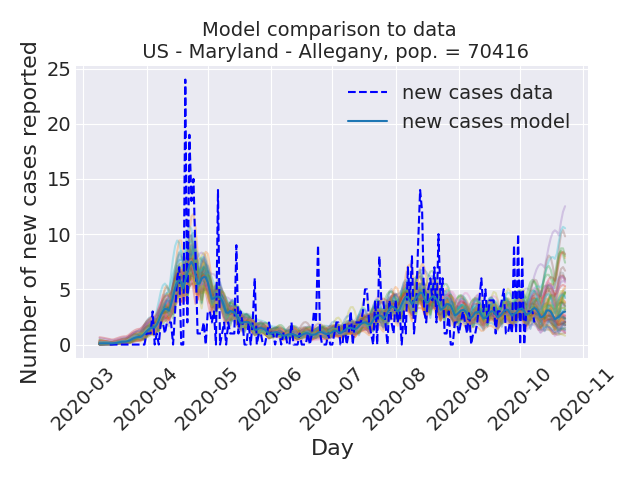 Model comparison to data
US - Maryland - Allegany, pop. = 70416
Number of new cases reported
25
20
15
10
5
0
new cases data
new cases model
2020-03
2020-04
2020-05
2020-06
2020-07
2020-08
2020-09
2020-10
2020-11
Day